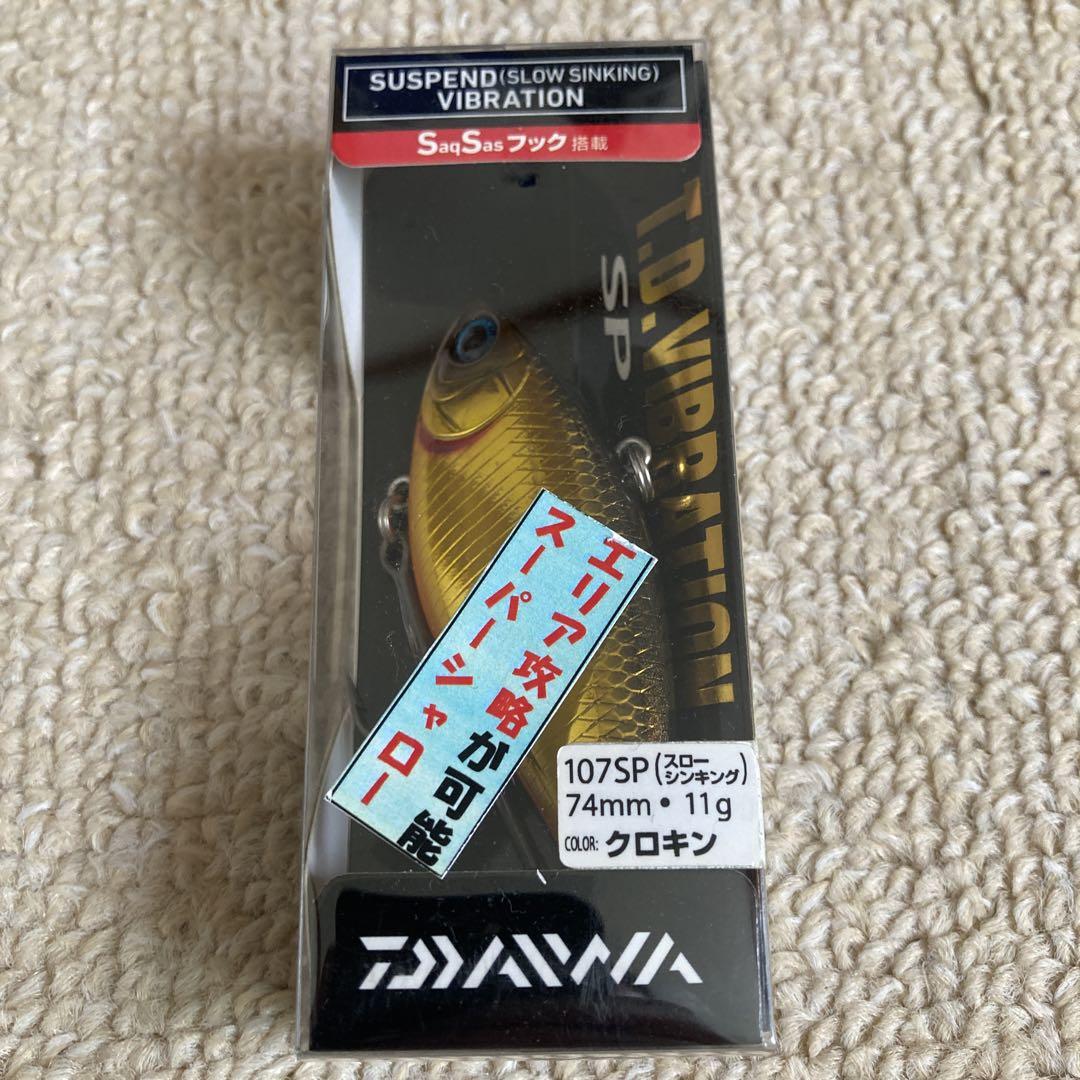 SUSPEND(SLOW SINKING)
VIBRATION
SaqSasフック搭載
T.D.VIBRATION
SP
スーパーシャロー
エリア攻略が可能
107SP(スローシンキング)
74mm・11g
COLOR: クロキン
DAIWA